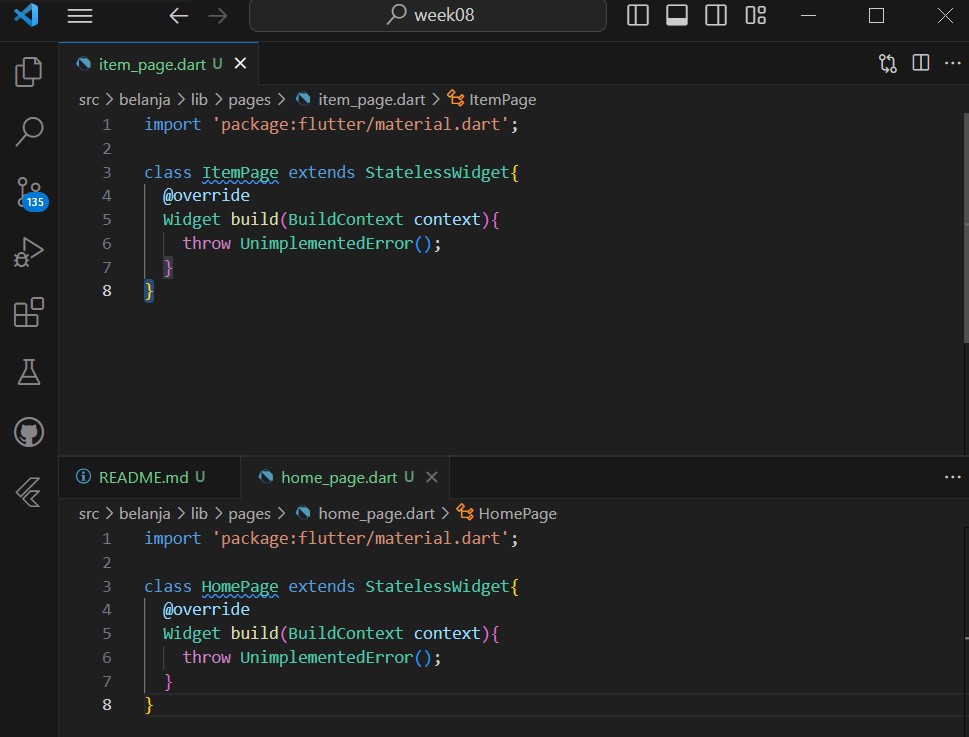 week08
item_page.dart U
src > belanja > lib > pages > item_page.dart > ItemPage
1 import 'package:flutter/material.dart';
2
3 class ItemPage extends StatelessWidget{
4 @override
5 Widget build(BuildContext context){
6 throw UnimplementedError();
7 }
8 }
135
README.md U home_page.dart U
src > belanja > lib > pages > home_page.dart > HomePage
1 import 'package:flutter/material.dart';
2
3 class HomePage extends StatelessWidget{
4 @override
5 Widget build(BuildContext context){
6 throw UnimplementedError();
7 }
8 }